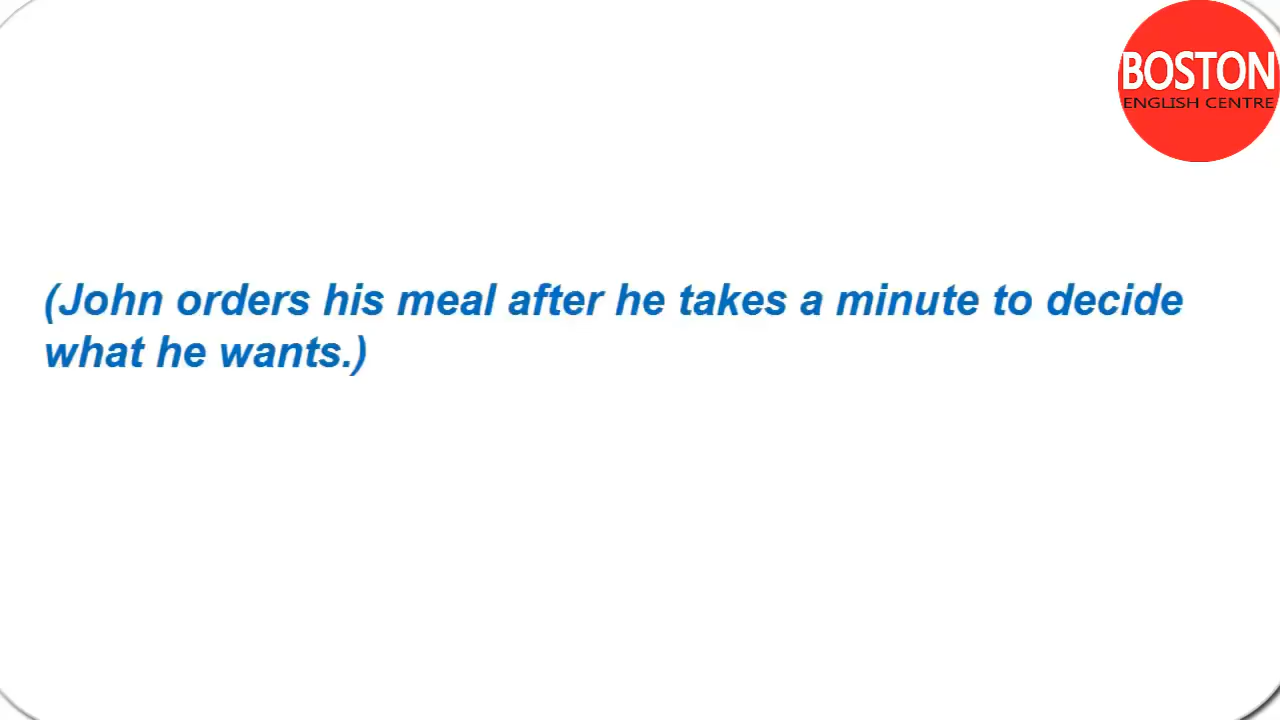 BOSTON
ENGLISH CENTRE
(John orders his meal after he takes a minute to decide
what he wants.)